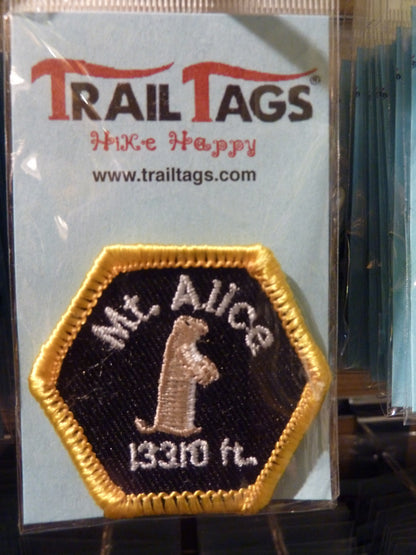 TRAIL TAGS®
Hike Happy
www.trailtags.com
Mt. Alice
13310 ft.